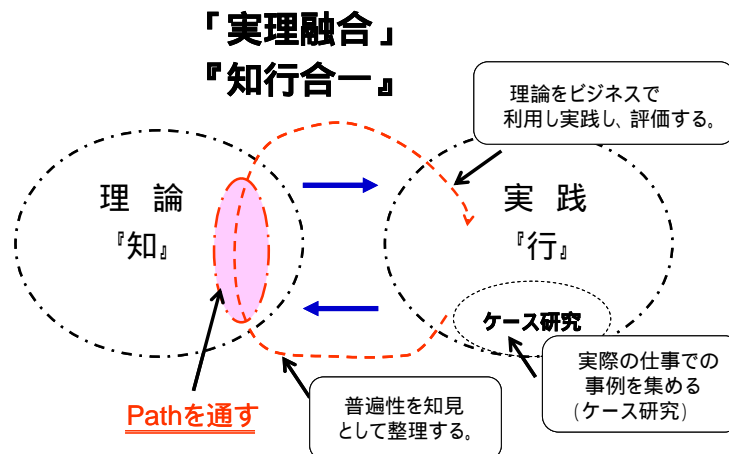 「実理融合」
『知行合一』
理論をビジネスで
利用し実践し、評価する。
理 論
『知』
実 践
『行』
ケース研究
実際の仕事での
事例を集める
(ケース研究)
Pathを通す
普遍性を知見
として整理する。